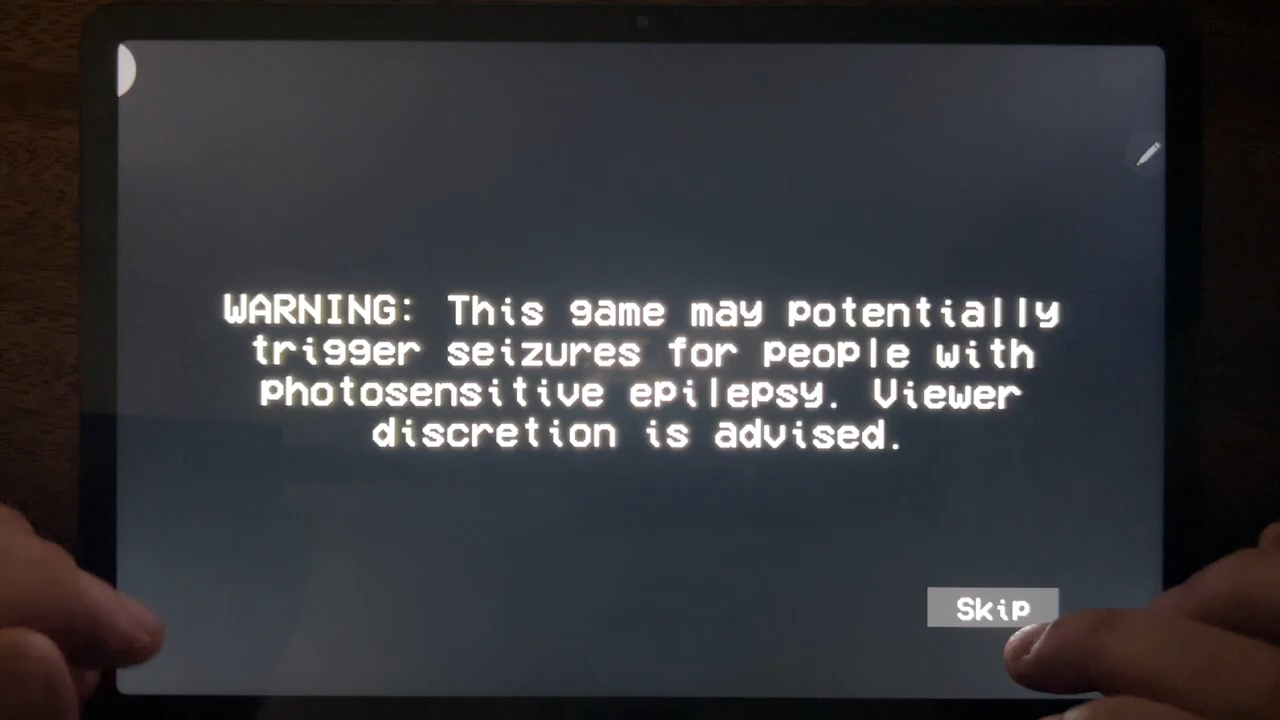 WARNING: This game may potentially
trigger seizures for people with
photosensitive epilepsy. Viewer
discretion is advised.
Skip